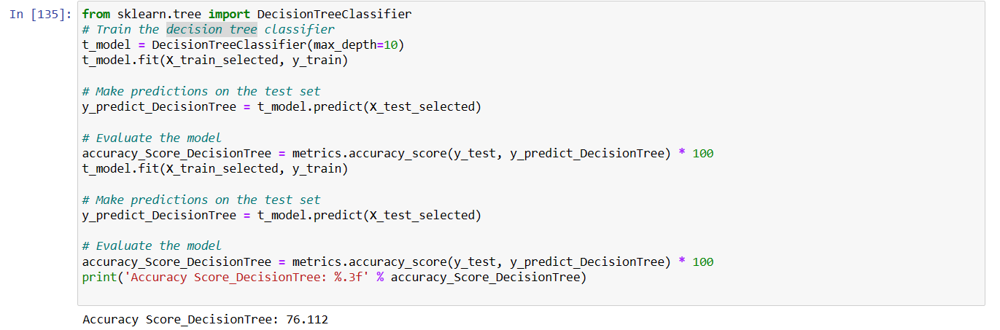 In [135]: from sklearn.tree import DecisionTreeClassifier
# Train the decision tree classifier
t_model = DecisionTreeClassifier(max_depth=10)
t_model.fit(X_train_selected, y_train)
# Make predictions on the test set
y_predict_DecisionTree = t_model.predict(X_test_selected)
# Evaluate the model
accuracy_Score_DecisionTree = metrics.accuracy_score(y_test, y_predict_DecisionTree) * 100
t_model.fit(X_train_selected, y_train)
# Make predictions on the test set
y_predict_DecisionTree = t_model.predict(X_test_selected)
# Evaluate the model
accuracy_Score_DecisionTree = metrics.accuracy_score(y_test, y_predict_DecisionTree) * 100
print('Accuracy Score_DecisionTree: %.3f' % accuracy_Score_DecisionTree)
Accuracy Score_DecisionTree: 76.112